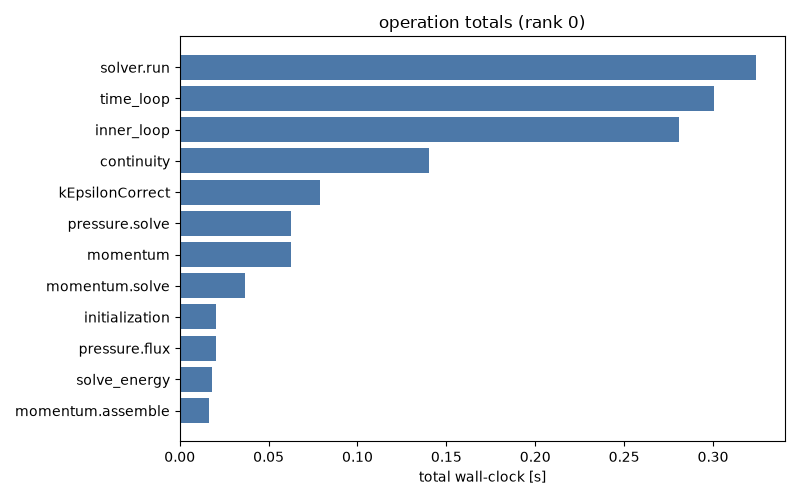 operation totals (rank 0)
solver.run
time_loop
inner_loop
continuity
kEpsilonCorrect
pressure.solve
momentum
momentum.solve
initialization
pressure.flux
solve_energy
momentum.assemble
0.00 0.05 0.10 0.15 0.20 0.25 0.30
total wall-clock [s]